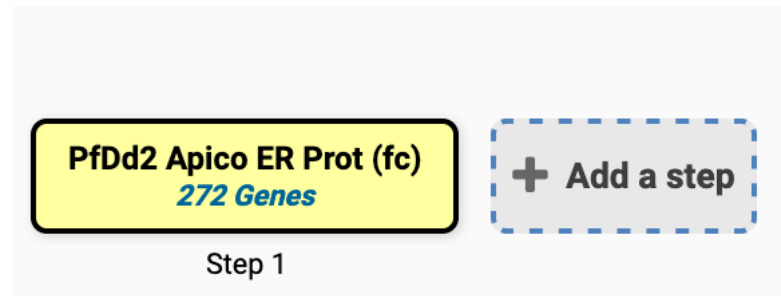 PfDd2 Apico ER Prot (fc)
272 Genes
Add a step
Step 1